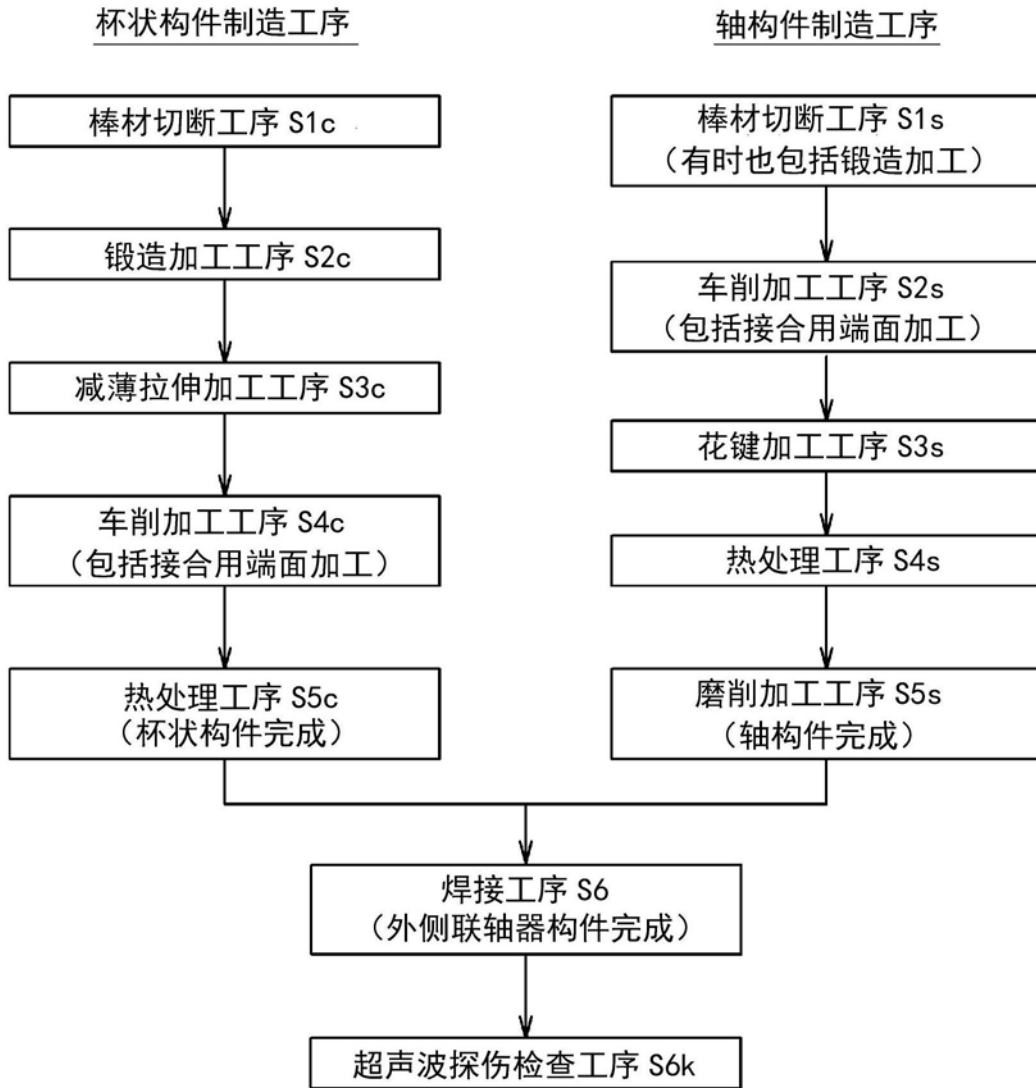 杯状构件制造工序
棒材切断工序 S1c
锻造加工工序 S2c
减薄拉伸加工工序 S3c
车削加工工序 S4c
（包括接合用端面加工）
热处理工序 S5c
（杯状构件完成）
轴构件制造工序
棒材切断工序 S1s
（有时也包括锻造加工）
车削加工工序 S2s
（包括接合用端面加工）
花键加工工序 S3s
热处理工序 S4s
磨削加工工序 S5s
（轴构件完成）
焊接工序 S6
（外侧联轴器构件完成）
超声波探伤检查工序 S6k